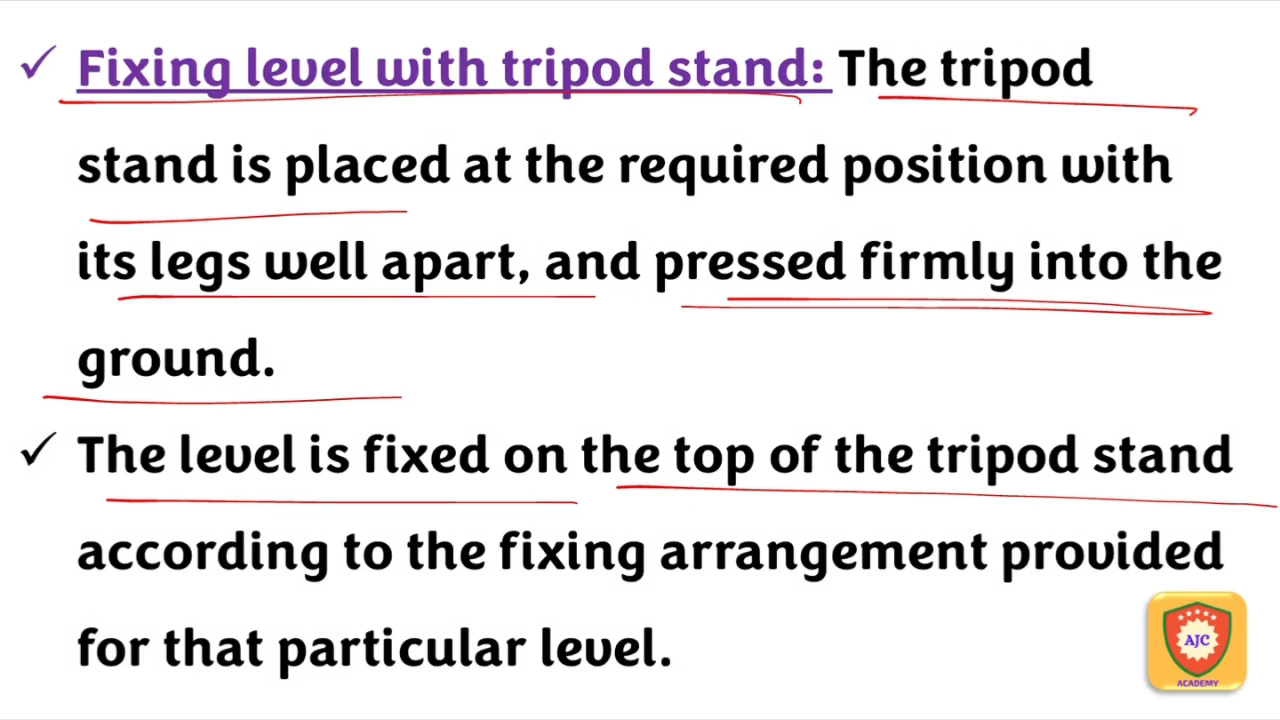 ✓ Fixing level with tripod stand: The tripod
stand is placed at the required position with
its legs well apart, and pressed firmly into the
ground.
✓ The level is fixed on the top of the tripod stand
according to the fixing arrangement provided
for that particular level.
AJC
ACADEMY